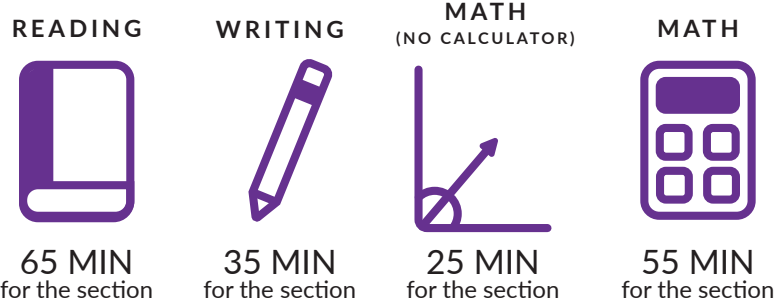 READING
65 MIN
for the section
WRITING
35 MIN
for the section
MATH
(NO CALCULATOR)
25 MIN
for the section
MATH
55 MIN
for the section